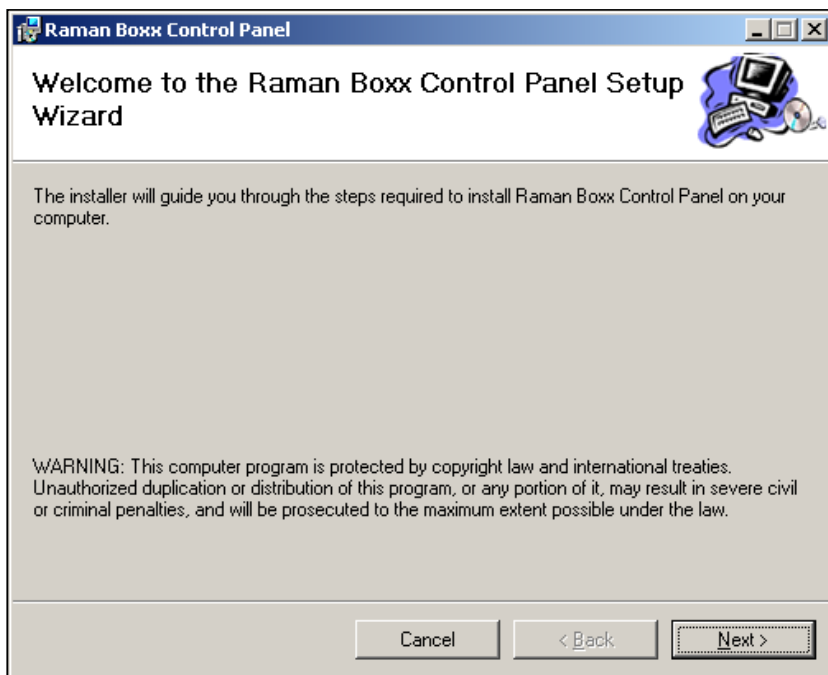 Raman Boxx Control Panel
Welcome to the Raman Boxx Control Panel Setup
Wizard
The installer will guide you through the steps required to install Raman Boxx Control Panel on your
computer.
WARNING: This computer program is protected by copyright law and international treaties.
Unauthorized duplication or distribution of this program, or any portion of it, may result in severe civil
or criminal penalties, and will be prosecuted to the maximum extent possible under the law.
Cancel
< Back
Next >